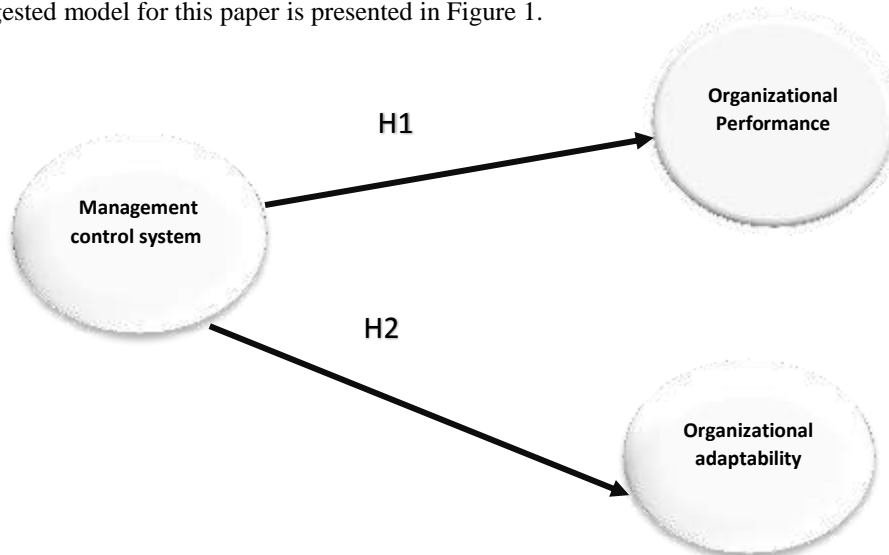 gested model for this paper is presented in Figure 1.
H1
Organizational
Performance
Management
control system
H2
Organizational
adaptability